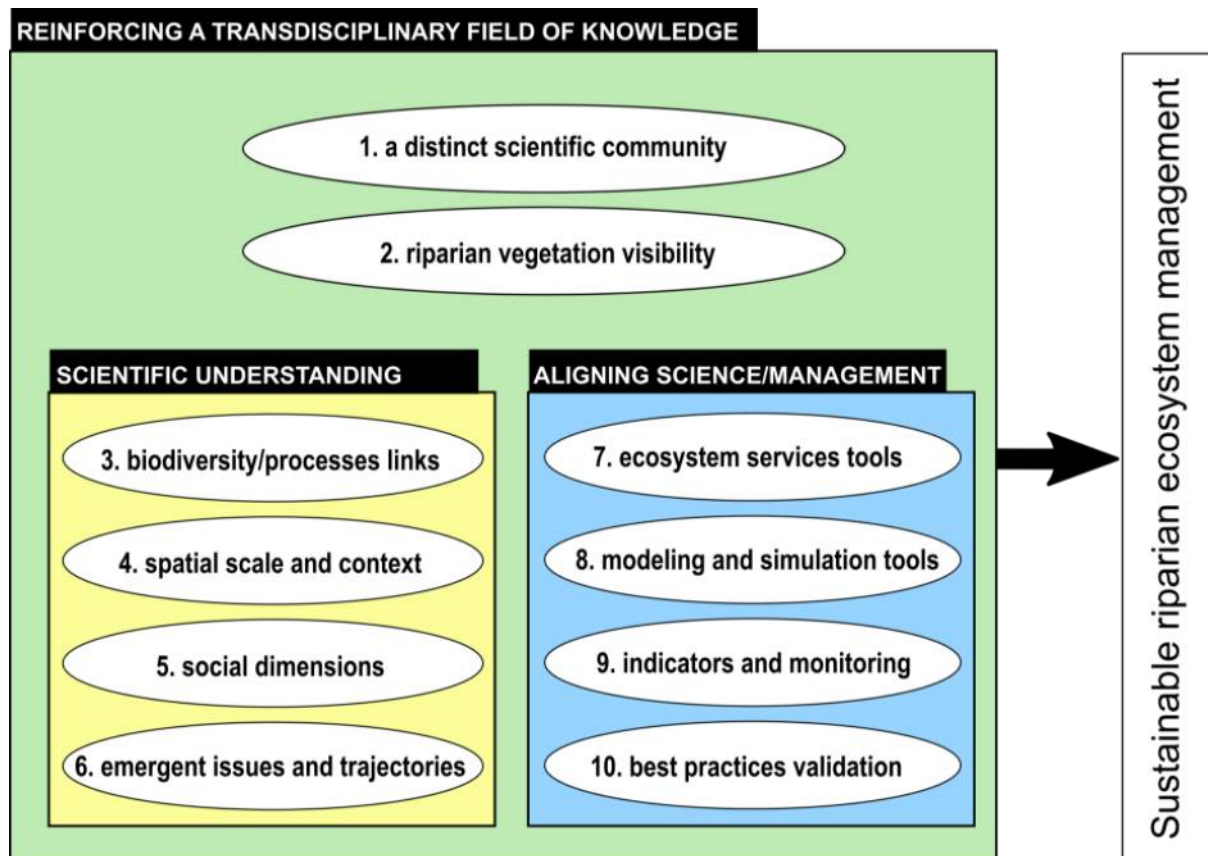 REINFORCING A TRANSDISCIPLINARY FIELD OF KNOWLEDGE
1. a distinct scientific community
2. riparian vegetation visibility
SCIENTIFIC UNDERSTANDING
3. biodiversity/processes links
4. spatial scale and context
5. social dimensions
6. emergent issues and trajectories
ALIGNING SCIENCE/MANAGEMENT
7. ecosystem services tools
8. modeling and simulation tools
9. indicators and monitoring
10. best practices validation
Sustainable riparian ecosystem management